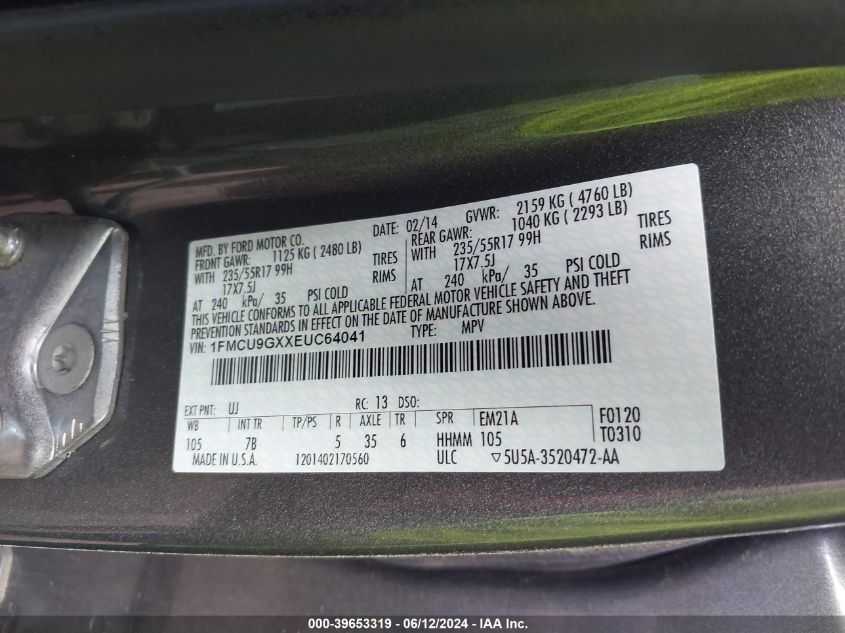 MFD. BY FORD MOTOR CO. DATE: 02/14 GVWR: 2159 KG ( 4760 LB)
FRONT GAWR: 1125 KG ( 2480 LB) REAR GAWR: 1040 KG ( 2293 LB)
WITH 235/55R17 99H TIRES WITH 235/55R17 99H TIRES
17X7.5J RIMS 17X7.5J RIMS
AT 240 kPa/ 35 PSI COLD AT 240 kPa/ 35 PSI COLD
THIS VEHICLE CONFORMS TO ALL APPLICABLE FEDERAL MOTOR VEHICLE SAFETY AND THEFT
PREVENTION STANDARDS IN EFFECT ON THE DATE OF MANUFACTURE SHOWN ABOVE.
VIN: 1FMCU9GXXEUC64041 TYPE: MPV
EXT PNT: UJ RC: 13 DSO:
WB INT TR TP/PS R AXLE TR SPR EM21A F0120
105 7B 5 35 6 HHMM 105 T0310
MADE IN U.S.A. 1201402170560 ULC ▽5U5A-3520472-AA
000-39653319 - 06/12/2024 - IAA Inc.